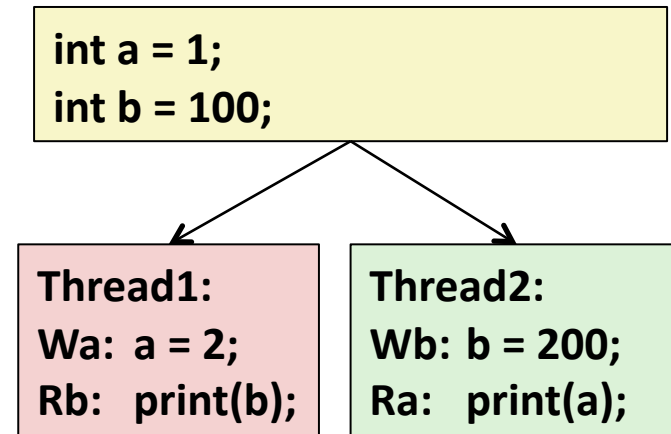 int a = 1;
int b = 100;
Thread1:
Wa: a = 2;
Rb: print(b);
Thread2:
Wb: b = 200;
Ra: print(a);